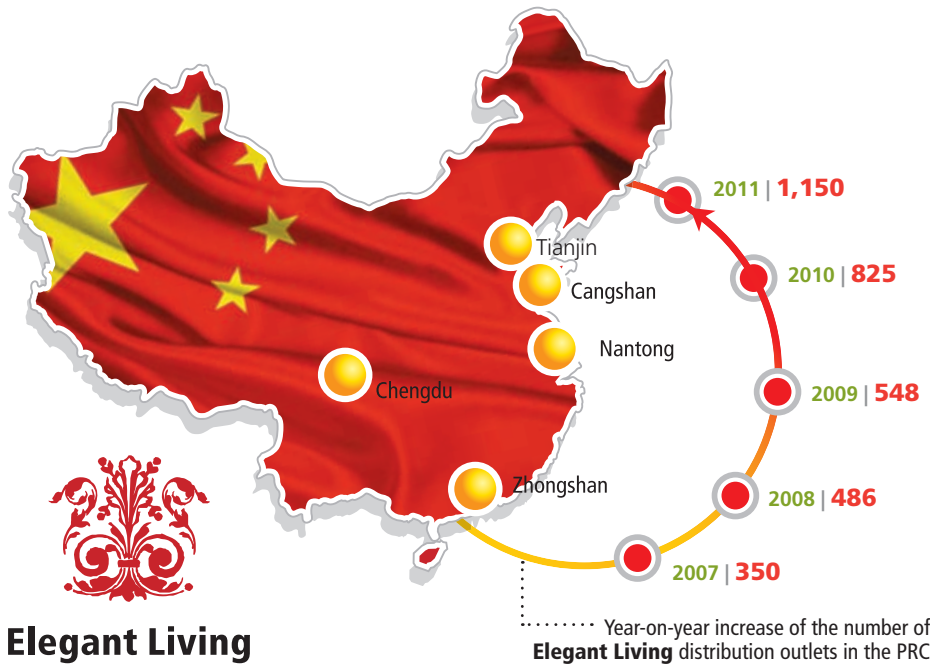 2011 | 1,150
Tianjin
2010 | 825
Cangshan
Nantong
Chengdu
2009 | 548
Zhongshan
2008 | 486
2007 | 350
Year-on-year increase of the number of
Elegant Living distribution outlets in the PRC
Elegant Living